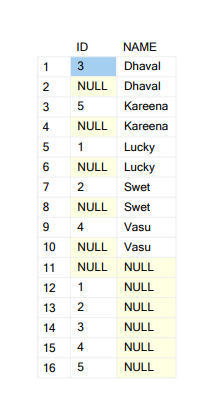 ID NAME
1 3 Dhaval
2 NULL Dhaval
3 5 Kareena
4 NULL Kareena
5 1 Lucky
6 NULL Lucky
7 2 Swet
8 NULL Swet
9 4 Vasu
10 NULL Vasu
11 NULL NULL
12 1 NULL
13 2 NULL
14 3 NULL
15 4 NULL
16 5 NULL